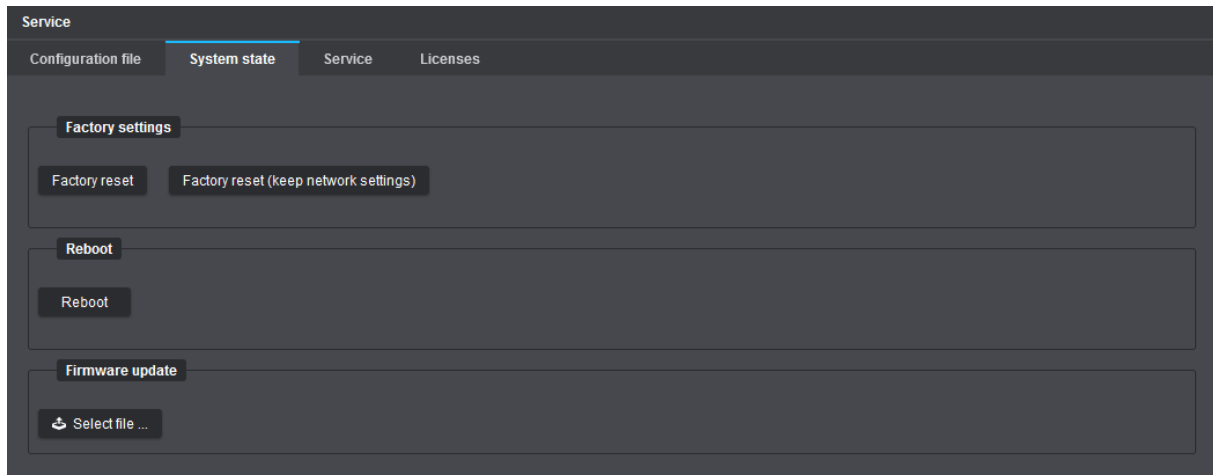 Service
Configuration file System state Service Licenses
Factory settings
Factory reset Factory reset (keep network settings)
Reboot
Reboot
Firmware update
Select file ...